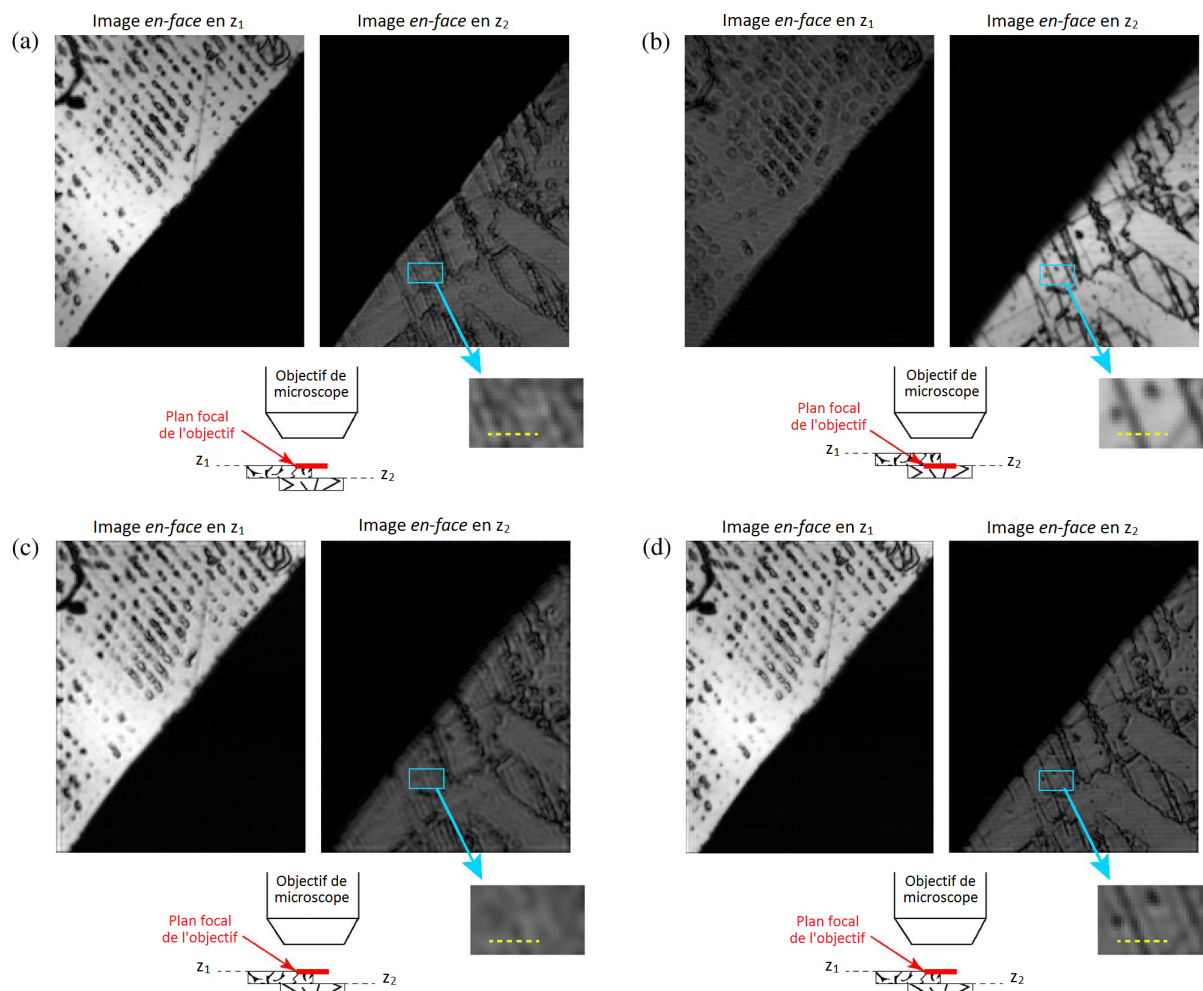 Image en-face en z₁
Image en-face en z₂
(a)
Objectif de
microscope
Plan focal
de l'objectif
z₁
z₂
Image en-face en z₁
Image en-face en z₂
(b)
Objectif de
microscope
Plan focal
de l'objectif
z₁
z₂
Image en-face en z₁
Image en-face en z₂
(c)
Objectif de
microscope
Plan focal
de l'objectif
z₁
z₂
Image en-face en z₁
Image en-face en z₂
(d)
Objectif de
microscope
Plan focal
de l'objectif
z₁
z₂